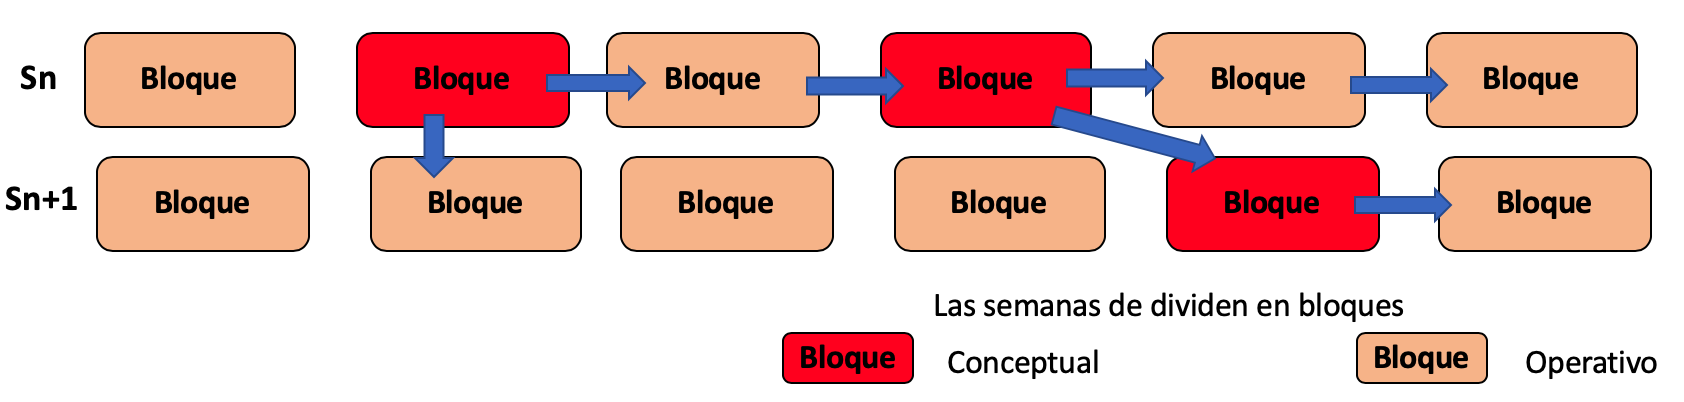 Sn Bloque Bloque Bloque Bloque Bloque Bloque
Sn+1 Bloque Bloque Bloque Bloque Bloque Bloque
Las semanas de dividen en bloques
Bloque Conceptual Bloque Operativo